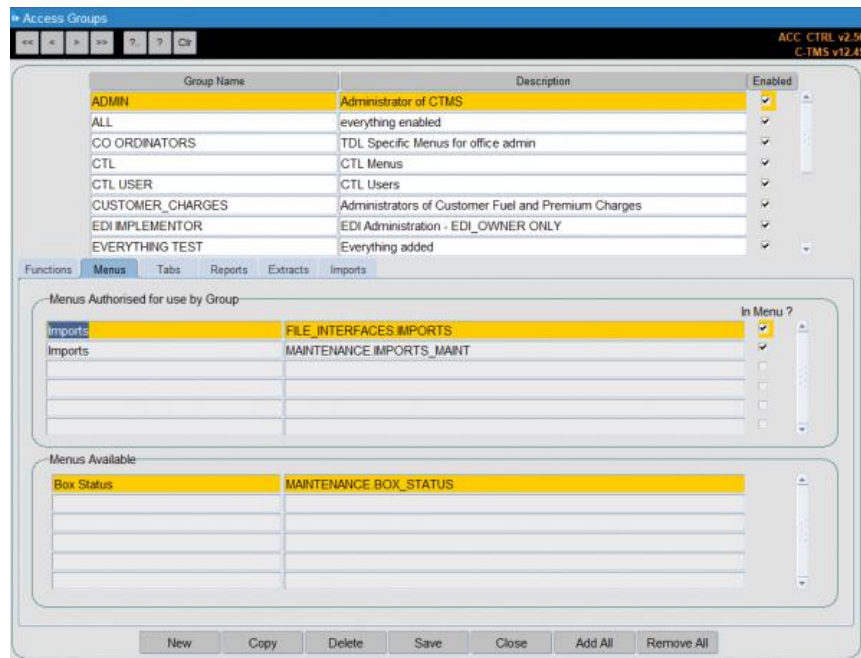 Access Groups
<< < > >> ?.. ? Clr
ACC CTRL v2.5
C-TMS v12.4
Group Name Description Enabled
ADMIN Administrator of CTMS
ALL everything enabled
CO ORDINATORS TDL Specific Menus for office admin
CTL CTL Menus
CTL USER CTL Users
CUSTOMER_CHARGES Administrators of Customer Fuel and Premium Charges
EDI IMPLEMENTOR EDI Administration - EDI_OWNER ONLY
EVERYTHING TEST Everything added
Functions Menus Tabs Reports Extracts Imports
Menus Authorised for use by Group
In Menu ?
Imports FILE_INTERFACES.IMPORTS
Imports MAINTENANCE.IMPORTS_MAINT
Menus Available
Box Status MAINTENANCE.BOX_STATUS
New Copy Delete Save Close Add All Remove All